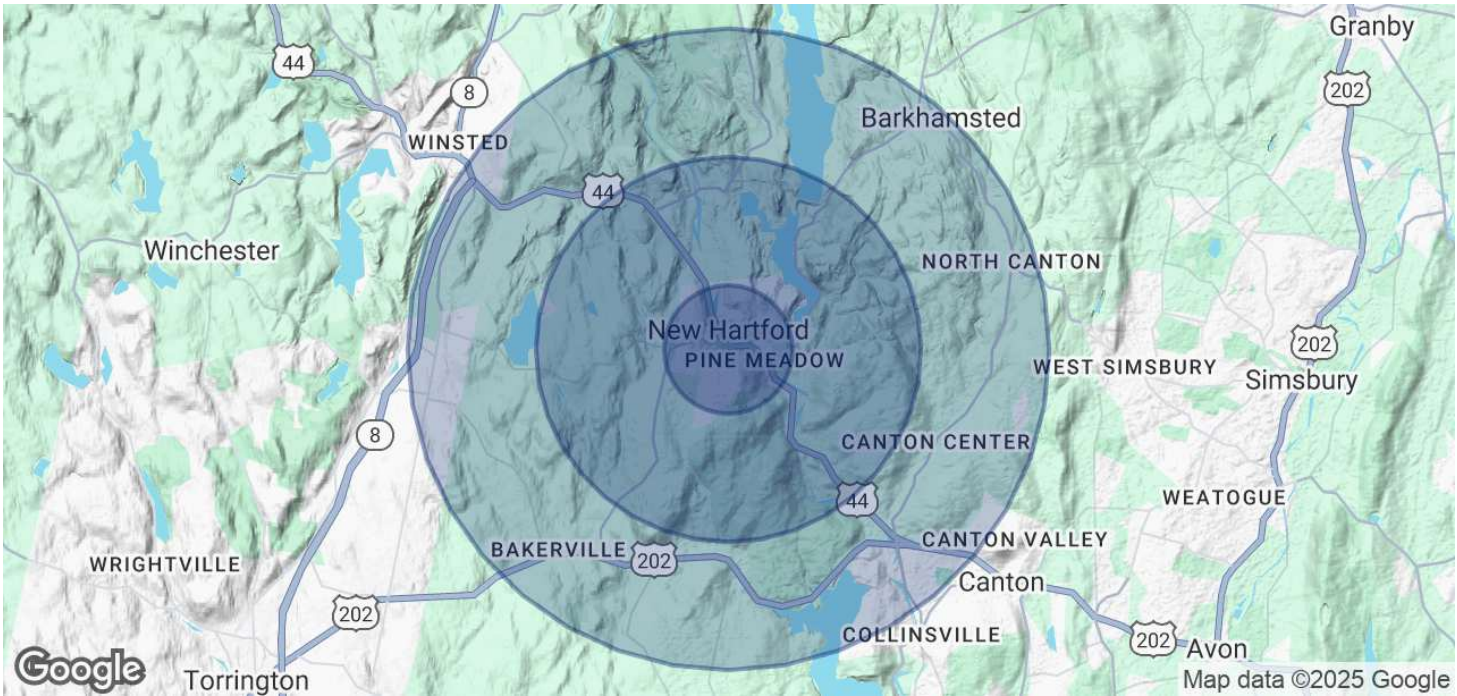 Granby
44
202
8
Barkhamsted
WINSTED
44
Winchester
NORTH CANTON
New Hartford
PINE MEADOW
202
WEST SIMSBURY
Simsbury
8
CANTON CENTER
44
WEATOGUE
CANTON VALLEY
BAKERVILLE
202
WRIGHTVILLE
Canton
202
COLLINSVILLE
202
Avon
Google
Torrington
Map data ©2025 Google